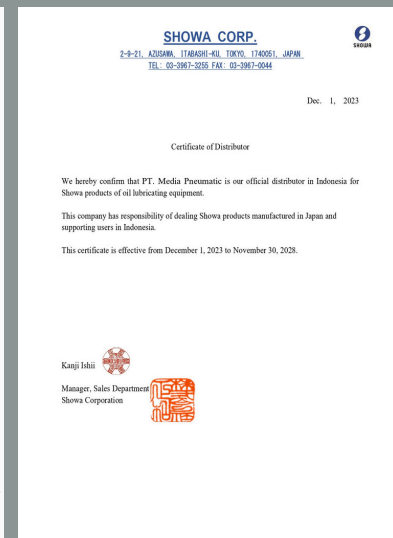 SHOWA CORP.
2-9-21, AZUSAWA, ITABASHI-KU, TOKYO, 1740051, JAPAN
TEL: 03-3967-3255 FAX: 03-3967-0044
SHOWA
Dec. 1, 2023
Certificate of Distributor
We hereby confirm that PT. Media Pneumatic is our official distributor in Indonesia for
Showa products of oil lubricating equipment.
This company has responsibility of dealing Showa products manufactured in Japan and
supporting users in Indonesia.
This certificate is effective from December 1, 2023 to November 30, 2028.
Kanji Ishii
Manager, Sales Department
Showa Corporation